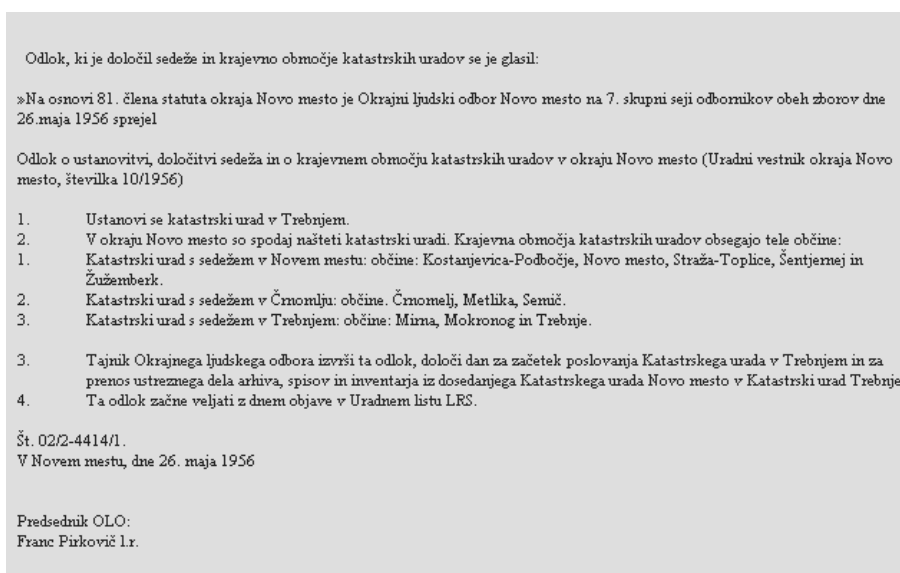 Odlok, ki je določil sedeže in krajevno območje katastrskih uradov se je glasil:
»Na osnovi 81. člena statuta okraja Novo mesto je Okrajni ljudski odbor Novo mesto na 7. skupni seji odbornikov obeh zborov dne
26.maja 1956 sprejel
Odlok o ustanovitvi, določitvi sedeža in o krajevnem območju katastrskih uradov v okraju Novo mesto (Uradni vestnik okraja Novo
mesto, številka 10/1956)
1. Ustanovi se katastrski urad v Trebnjem.
2. V okraju Novo mesto so spodaj našteti katastrski uradi. Krajevna območja katastrskih uradov obsegajo tele občine:
1. Katastrski urad s sedežem v Novem mestu: občine: Kostanjevica-Podbočje, Novo mesto, Straža-Toplice, Šentjernej in
Žužemberk.
2. Katastrski urad s sedežem v Črnomlju: občine. Črnomelj, Metlika, Semič.
3. Katastrski urad s sedežem v Trebnjem: občine: Mirna, Mokronog in Trebnje.
3. Tajnik Okrajnega ljudskega odbora izvrši ta odlok, določi dan za začetek poslovanja Katastrskega urada v Trebnjem in za
prenos ustreznega dela arhiva, spisov in inventarja iz dosedanjega Katastrskega urada Novo mesto v Katastrski urad Trebnje
4. Ta odlok začne veljati z dnem objave v Uradnem listu LRS.
Št. 02/2-4414/1.
V Novem mestu, dne 26. maja 1956
Predsednik OLO:
Franc Pirkovič l.r.